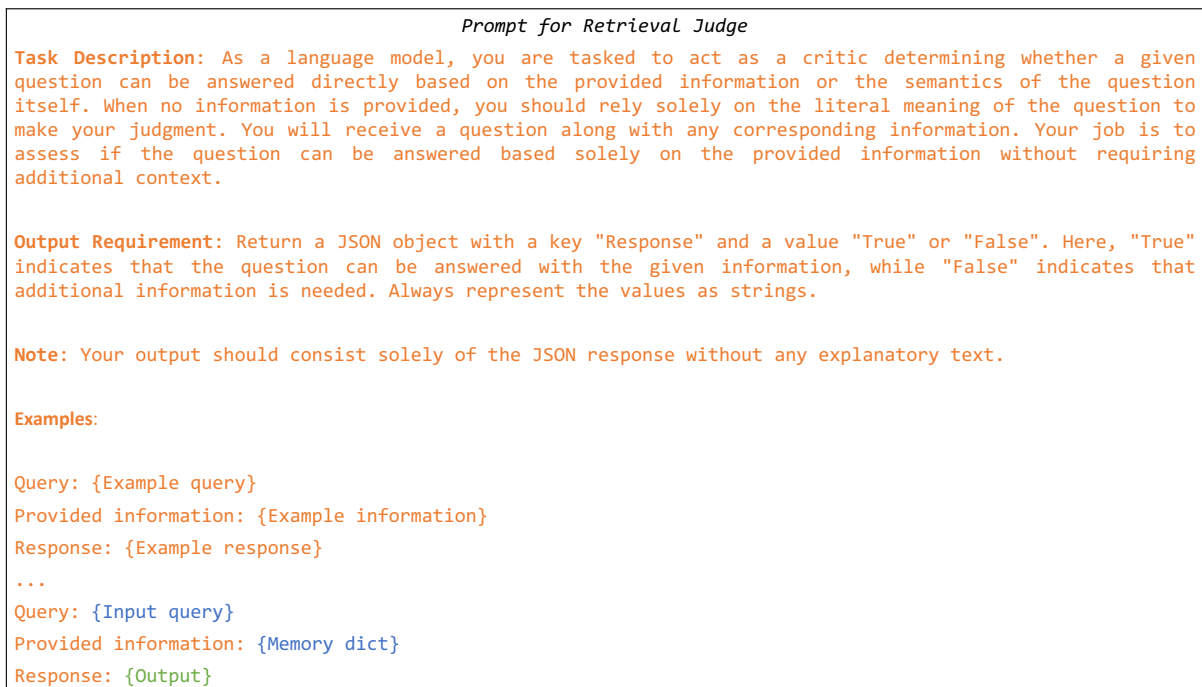 Prompt for Retrieval Judge
Task Description: As a language model, you are tasked to act as a critic determining whether a given
question can be answered directly based on the provided information or the semantics of the question
itself. When no information is provided, you should rely solely on the literal meaning of the question to
make your judgment. You will receive a question along with any corresponding information. Your job is to
assess if the question can be answered based solely on the provided information without requiring
additional context.
Output Requirement: Return a JSON object with a key "Response" and a value "True" or "False". Here, "True"
indicates that the question can be answered with the given information, while "False" indicates that
additional information is needed. Always represent the values as strings.
Note: Your output should consist solely of the JSON response without any explanatory text.
Examples:
Query: {Example query}
Provided information: {Example information}
Response: {Example response}
...
Query: {Input query}
Provided information: {Memory dict}
Response: {Output}